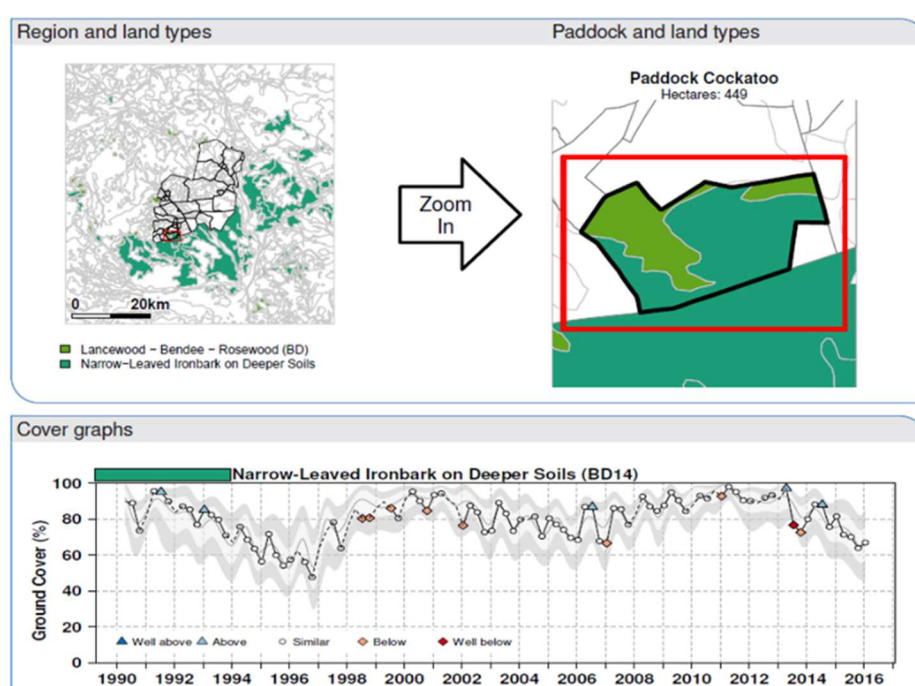 Region and land types
Paddock and land types
Paddock Cockatoo
Hectares: 449
Zoom
In
0 20km
Lancewood – Bendee – Rosewood (BD)
Narrow-Leaved Ironbark on Deeper Soils
Cover graphs
Narrow-Leaved Ironbark on Deeper Soils (BD14)
Ground Cover (%)
100
80
60
40
20
0
Well above Above Similar Below Well below
1990 1992 1994 1996 1998 2000 2002 2004 2006 2008 2010 2012 2014 2016